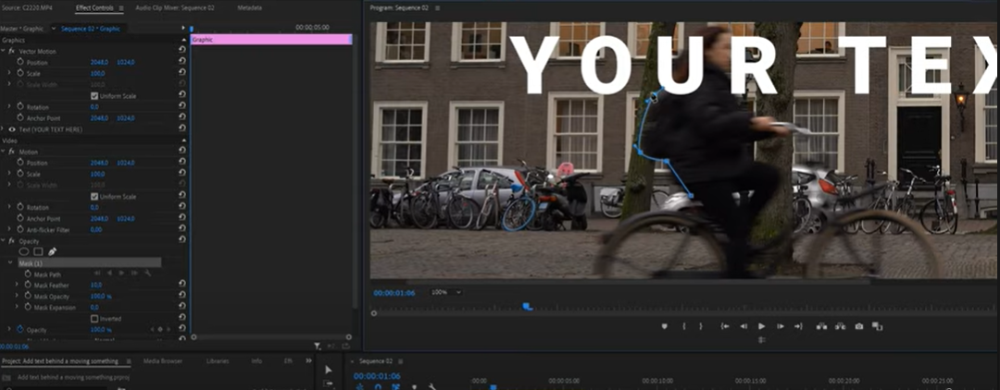 Source: C2220.MP4
Effect Controls
Audio Clip Mixer: Sequence 02
Metadata
Program: Sequence 02
Master * Graphic
Sequence 02 * Graphic
00:00:05:00
Graphics
Graphic
Vector Motion
Position 2048,0 1024,0
Scale 100,0
Scale Width 100,0
Uniform Scale
Rotation 0,0
Anchor Point 2048,0 1024,0
Text (YOUR TEXT HERE)
Video
Motion
Position 2048,0 1024,0
Scale 100,0
Scale Width 100,0
Uniform Scale
Rotation 0,0
Anchor Point 2048,0 1024,0
Anti-flicker Filter 0,00
Opacity
Mask (1)
Mask Path
Mask Feather 10,0
Mask Opacity 100,0 %
Mask Expansion 0,0
Inverted
Opacity 100,0 %
00:00:01:06
YOUR TEX
00:00:01:06
100%
Project: Add text behind a moving something
Media Browser
Libraries
Info
Add text behind a moving something.prproj
Sequence 02
00:00:01:06
:00:00
00:00:05:00
00:00:10:00
00:00:15:00
00:00:20:00
00:00:25:00